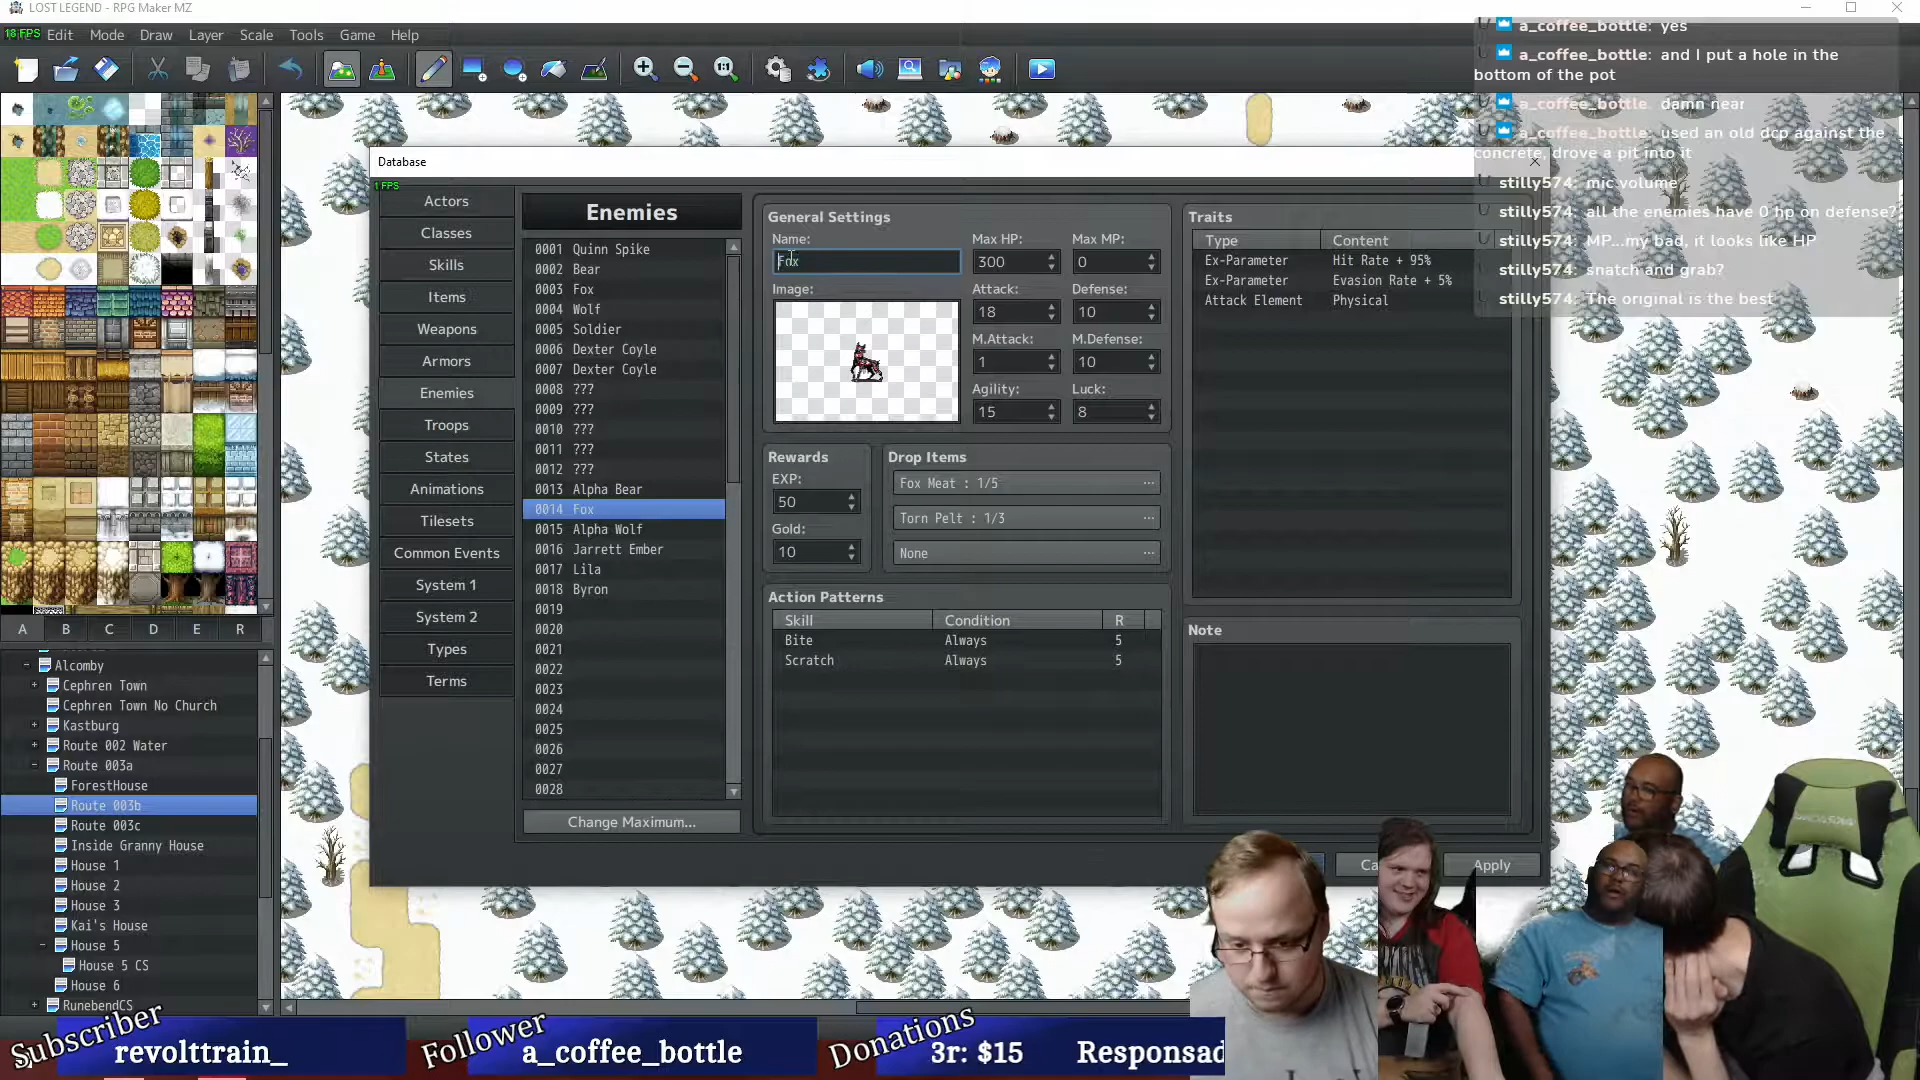 LOST LEGEND - RPG Maker MZ
18 FPS
Edit
Mode
Draw
Layer
Scale
Tools
Game
Help
1:1
a_coffee_bottle: yes
a_coffee_bottle: and I put a hole in the
bottom of the pot
a_coffee_bottle: damn near
a_coffee_bottle: used an old dcp against the
concrete, drove a pit into it
stilly574: mic volume
stilly574: all the enemies have 0 hp on defense?
stilly574: MP...my bad, it looks like HP
stilly574: snatch and grab?
stilly574: The original is the best
Database
1 FPS
Actors
Classes
Skills
Items
Weapons
Armors
Enemies
Troops
States
Animations
Tilesets
Common Events
System 1
System 2
Types
Terms
Enemies
0001 Quinn Spike
0002 Bear
0003 Fox
0004 Wolf
0005 Soldier
0006 Dexter Coyle
0007 Dexter Coyle
0008 ???
0009 ???
0010 ???
0011 ???
0012 ???
0013 Alpha Bear
0014 Fox
0015 Alpha Wolf
0016 Jarrett Ember
0017 Lila
0018 Byron
0019
0020
0021
0022
0023
0024
0025
0026
0027
0028
Change Maximum...
General Settings
Name:
Fox
Max HP:
300
Max MP:
0
Image:
Attack:
18
Defense:
10
M.Attack:
1
M.Defense:
10
Agility:
15
Luck:
8
Rewards
EXP:
50
Gold:
10
Drop Items
Fox Meat : 1/5
Torn Pelt : 1/3
None
Action Patterns
Skill Condition R
Bite Always 5
Scratch Always 5
Traits
Type Content
Ex-Parameter Hit Rate + 95%
Ex-Parameter Evasion Rate + 5%
Attack Element Physical
Note
Ca
Apply
A
B
C
D
E
R
Alcomby
Cephren Town
Cephren Town No Church
Kastburg
Route 002 Water
Route 003a
ForestHouse
Route 003b
Route 003c
Inside Granny House
House 1
House 2
House 3
Kai's House
House 5
House 5 CS
House 6
RunebendCS
Subscriber
revolttrain_
Follower
a_coffee_bottle
Donations
3r: $15
Responsad